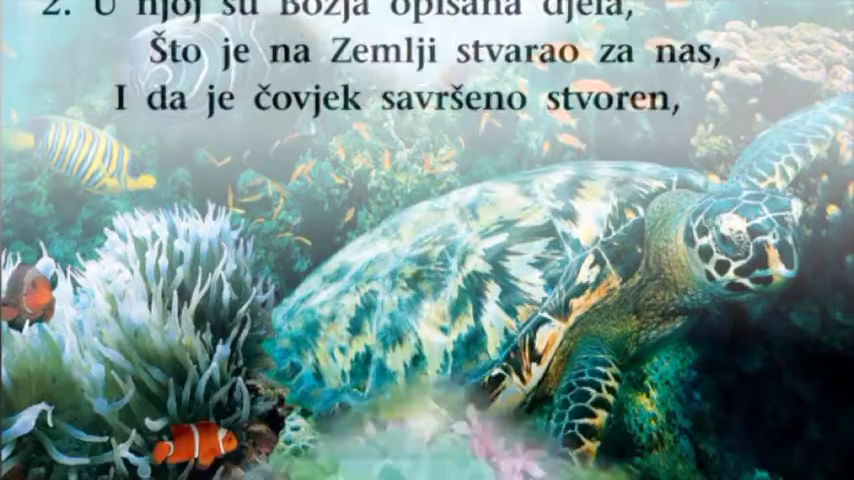 2. U njoj su Božja opisana djela,
Što je na Zemlji stvarao za nas,
I da je čovjek savršeno stvoren,